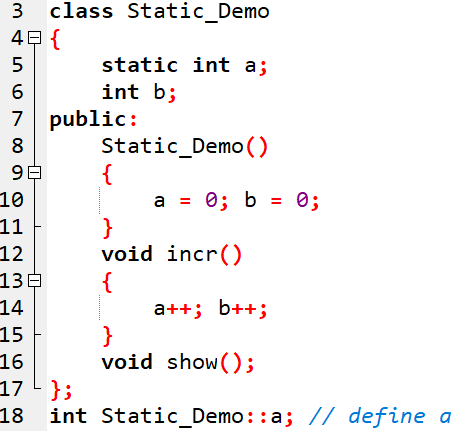 3 class Static_Demo
4 {
5 static int a;
6 int b;
7 public:
8 Static_Demo()
9 {
10 a = 0; b = 0;
11 }
12 void incr()
13 {
14 a++; b++;
15 }
16 void show();
17 };
18 int Static_Demo::a; // define a